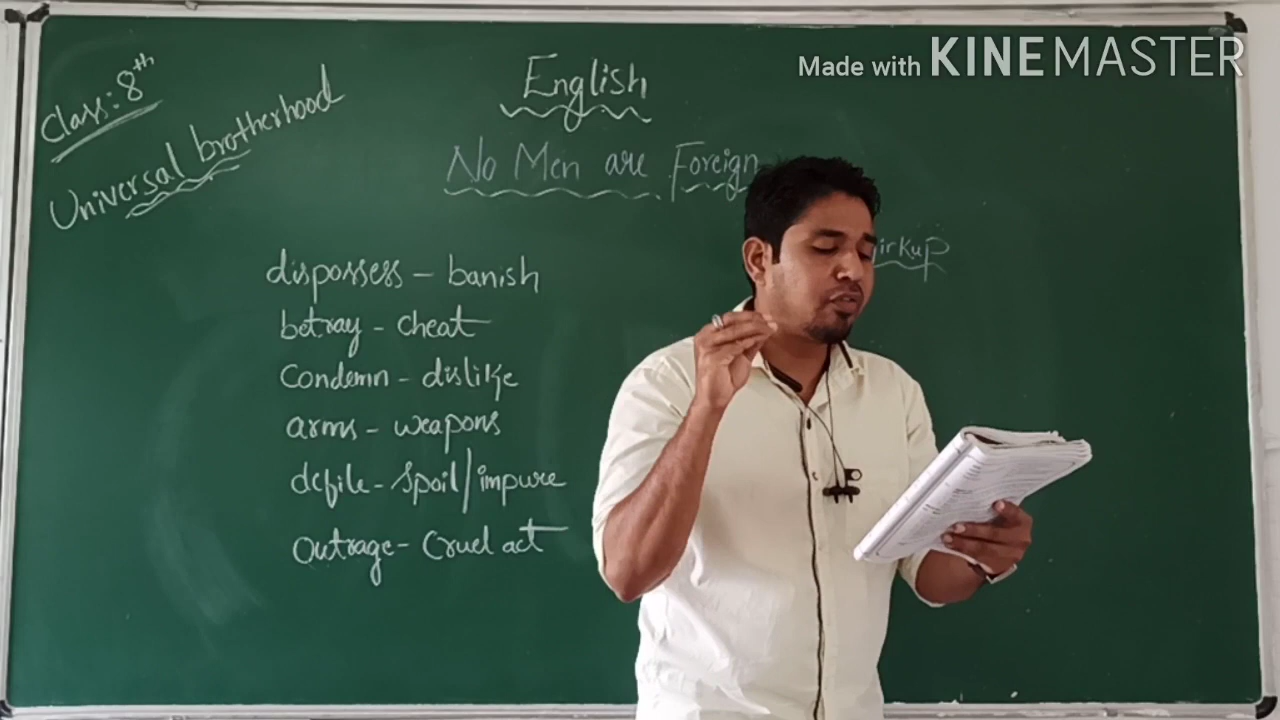 Made with KINEMASTER
Class: 8th
English
Universal brotherhood
No Men are Foreign
irkup
dispossess – banish
betray - cheat
Condemn - dislike
arms - weapons
defile - Spoil/impure
Outrage - Cruel act